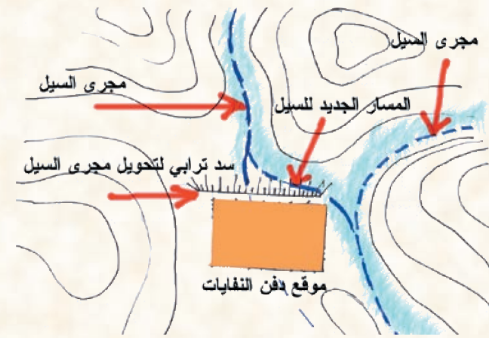 مجرى السيل
مجرى السيل
المسار الجديد للسيل
سد ترابي لتحويل مجرى السيل
موقع دفن النفايات